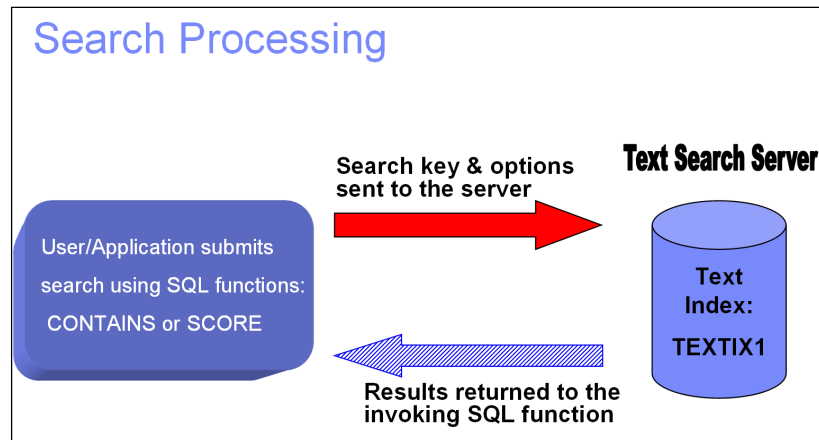 Search Processing
Search key & options
sent to the server
Text Search Server
User/Application submits
search using SQL functions:
CONTAINS or SCORE
Text
Index:
TEXTIX1
Results returned to the
invoking SQL function